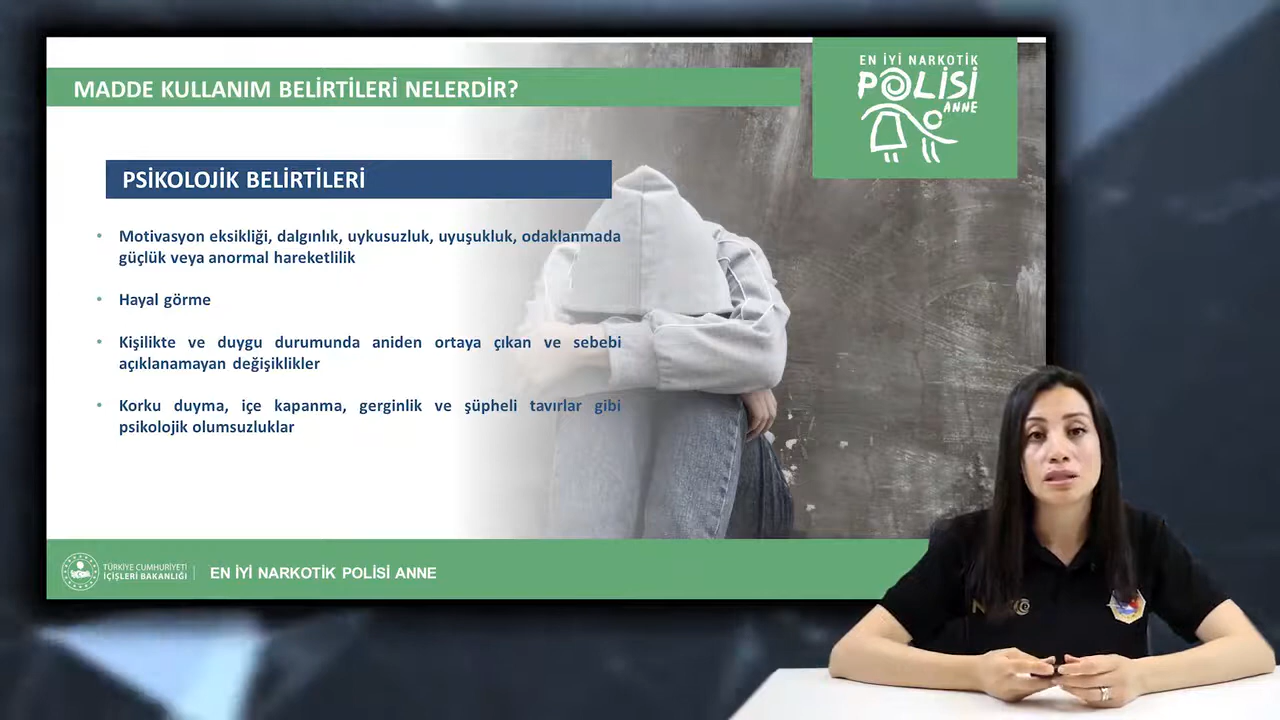 EN İYİ NARKOTİK
POLİSİ
ANNE
MADDE KULLANIM BELİRTİLERİ NELERDİR?
PSİKOLOJİK BELİRTİLERİ
• Motivasyon eksikliği, dalgınlık, uykusuzluk, uyuşukluk, odaklanmada
güçlük veya anormal hareketlilik
• Hayal görme
• Kişilikte ve duygu durumunda aniden ortaya çıkan ve sebebi
açıklanamayan değişiklikler
• Korku duyma, içe kapanma, gerginlik ve şüpheli tavırlar gibi
psikolojik olumsuzluklar
TÜRKİYE CUMHURİYETİ
İÇİŞLERİ BAKANLIĞI
EN İYİ NARKOTİK POLİSİ ANNE